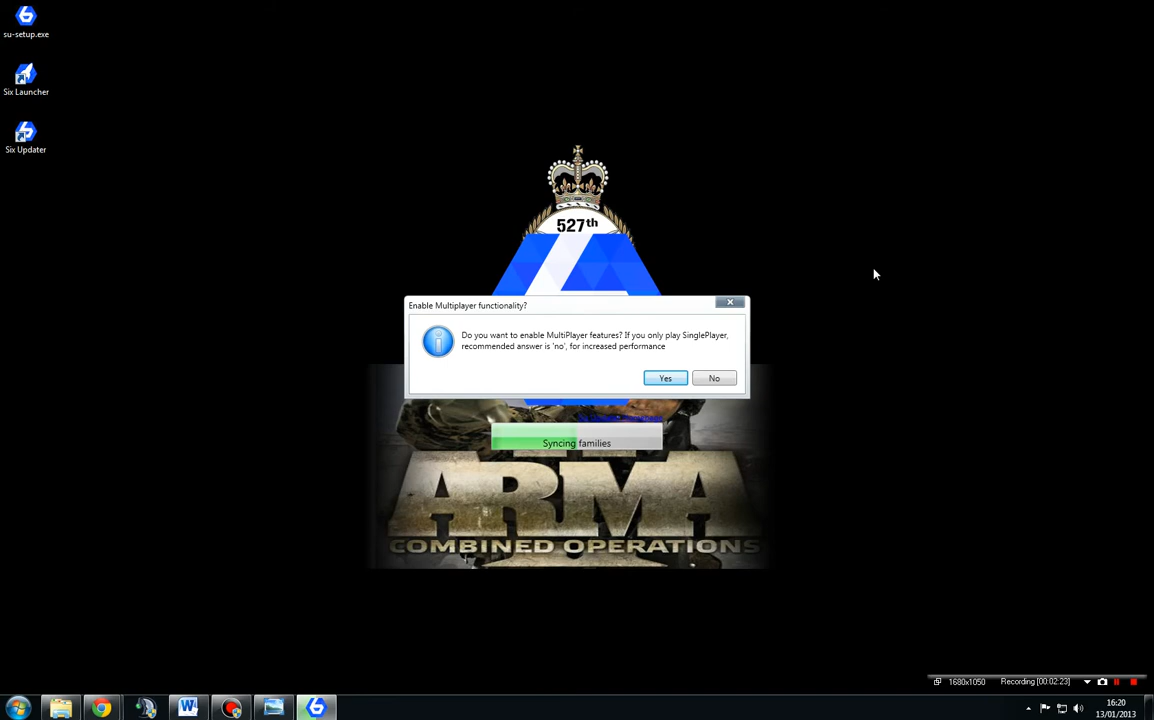 su-setup.exe
Six Launcher
Six Updater
527th
Enable Multiplayer functionality?
Do you want to enable MultiPlayer features? If you only play SinglePlayer,
recommended answer is 'no', for increased performance
Yes
No
Syncing families
ARMA
COMBINED OPERATIONS
1680x1050
Recording [00:02:23]
16:20
13/01/2013